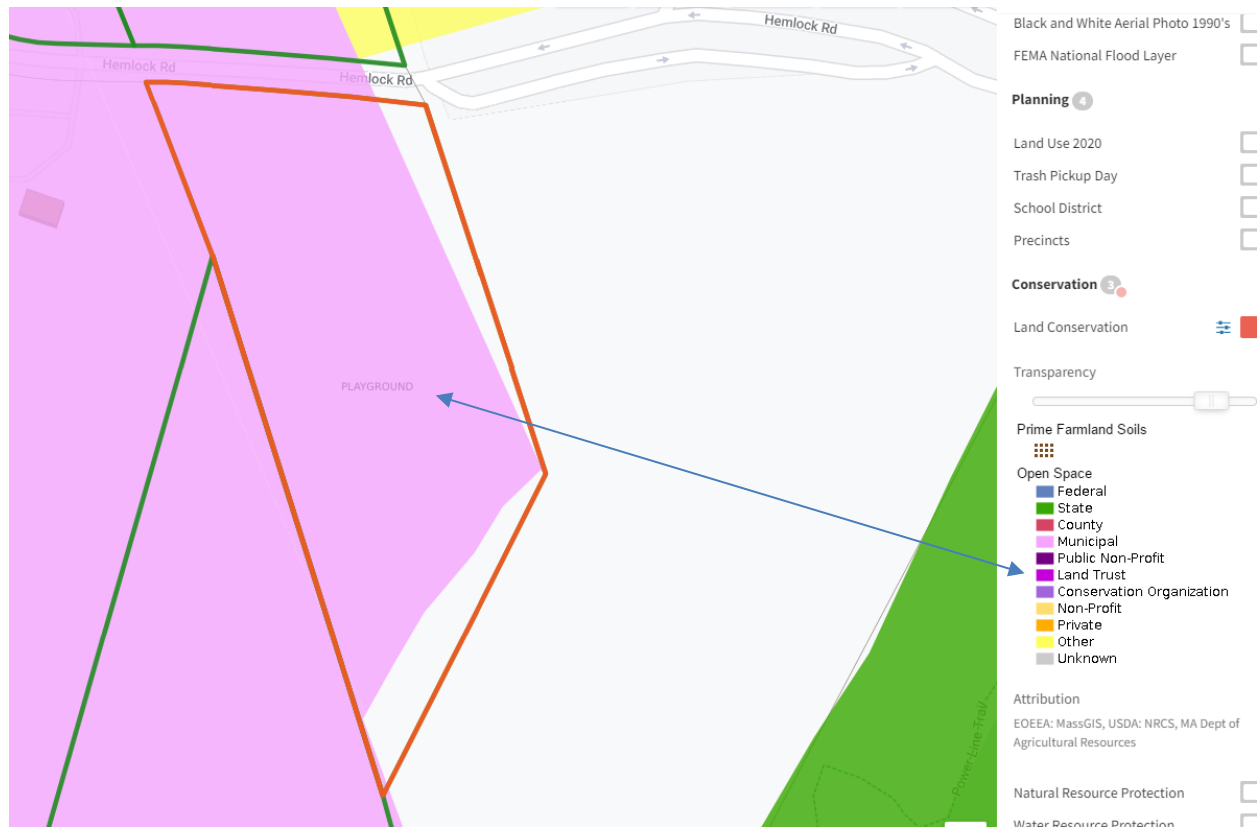 Hemlock Rd
Hemlock Rd
Hemlock Rd
PLAYGROUND
Power-Line-Trail
Black and White Aerial Photo 1990's
FEMA National Flood Layer
Planning 4
Land Use 2020
Trash Pickup Day
School District
Precincts
Conservation 3
Land Conservation
Transparency
Prime Farmland Soils
Open Space
Federal
State
County
Municipal
Public Non-Profit
Land Trust
Conservation Organization
Non-Profit
Private
Other
Unknown
Attribution
EOEEA: MassGIS, USDA: NRCS, MA Dept of
Agricultural Resources
Natural Resource Protection
Water Resource Protection